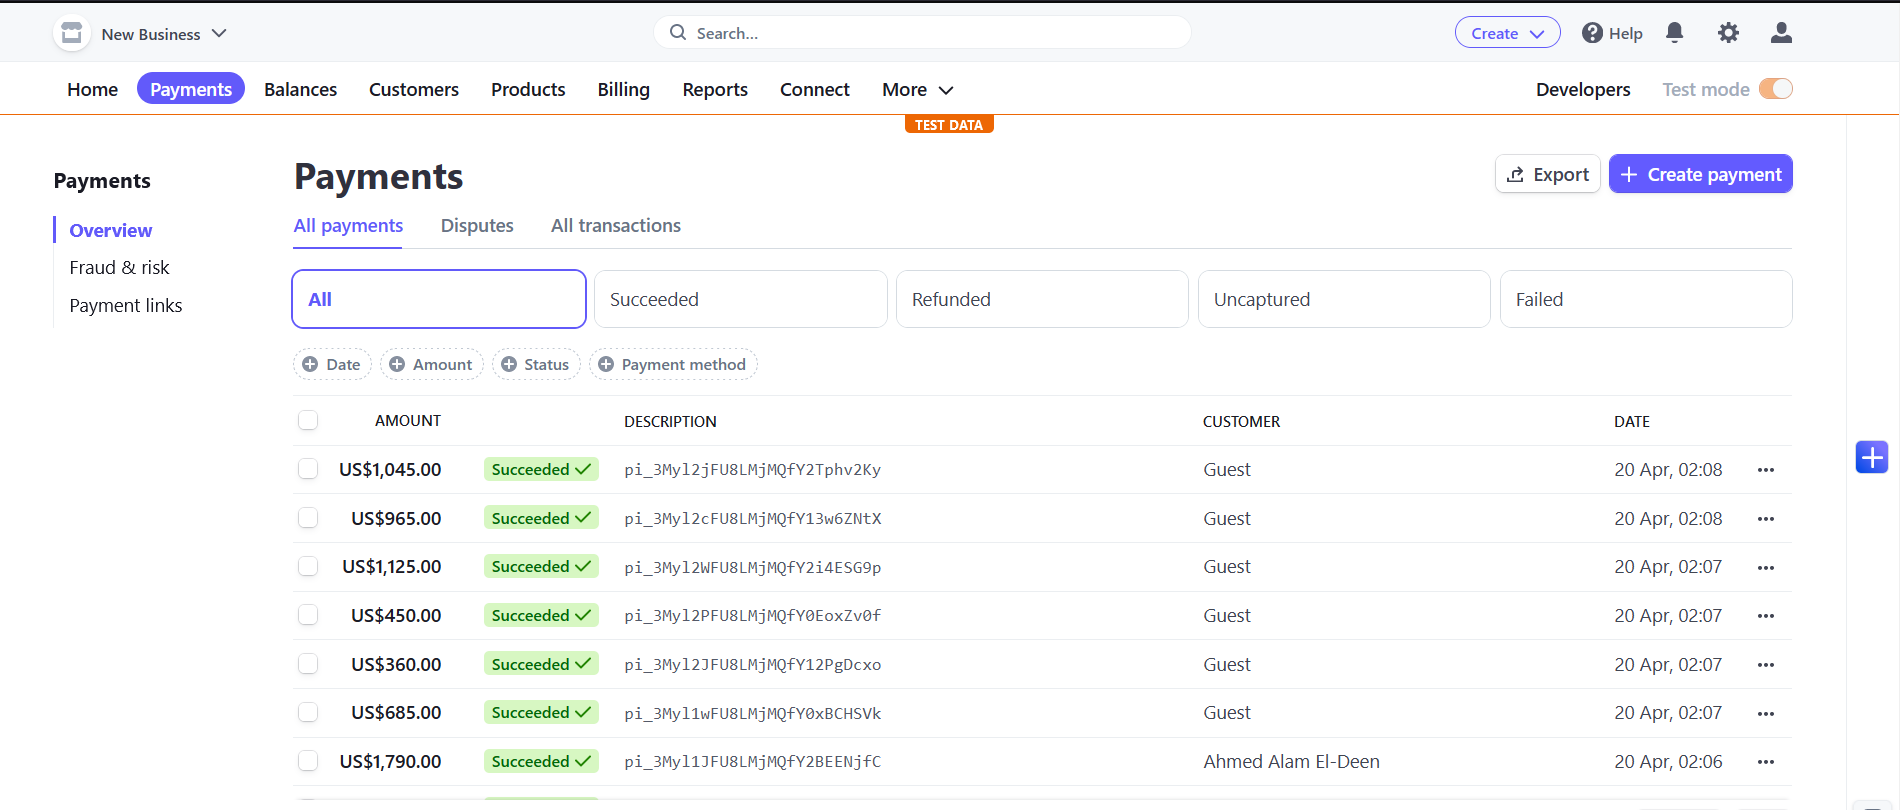 New Business
Search...
Create
Help
Home Payments Balances Customers Products Billing Reports Connect More Developers Test mode
TEST DATA
Payments
Overview
Fraud & risk
Payment links
Payments
Export
Create payment
All payments Disputes All transactions
All Succeeded Refunded Uncaptured Failed
Date Amount Status Payment method
AMOUNT DESCRIPTION CUSTOMER DATE
US$1,045.00 Succeeded pi_3Myl2jFU8LMjMQfY2Tphv2Ky Guest 20 Apr, 02:08
US$965.00 Succeeded pi_3Myl2cFU8LMjMQfY13w6ZNtX Guest 20 Apr, 02:08
US$1,125.00 Succeeded pi_3Myl2WFU8LMjMQfY2i4ESG9p Guest 20 Apr, 02:07
US$450.00 Succeeded pi_3Myl2PFU8LMjMQfY0EoxZv0f Guest 20 Apr, 02:07
US$360.00 Succeeded pi_3Myl2JFU8LMjMQfY12PgDcxo Guest 20 Apr, 02:07
US$685.00 Succeeded pi_3Myl1wFU8LMjMQfY0xBCHSVk Guest 20 Apr, 02:07
US$1,790.00 Succeeded pi_3Myl1JFU8LMjMQfY2BEENjfC Ahmed Alam El-Deen 20 Apr, 02:06